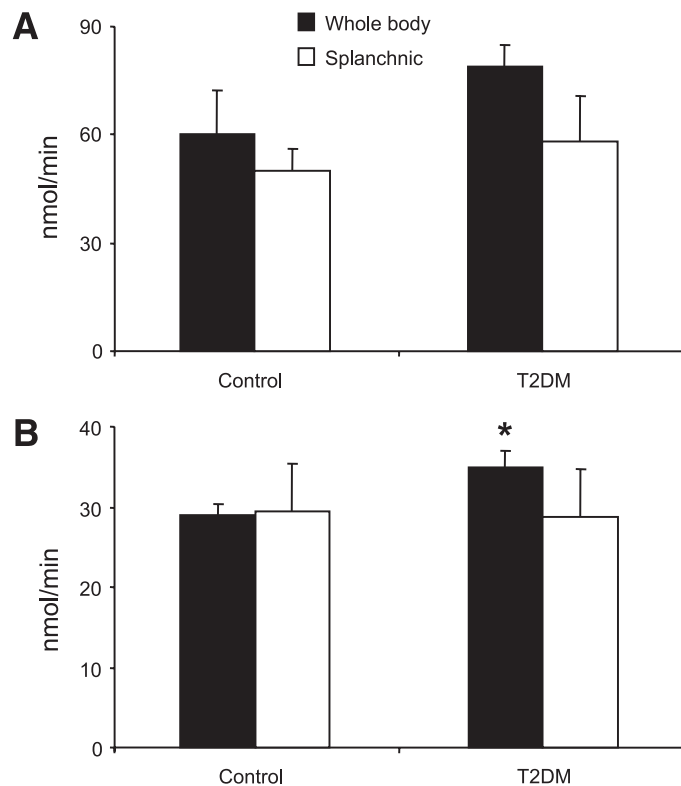 A
Whole body
Splanchnic
90
60
30
0
nmol/min
Control
T2DM
B
*
40
30
20
10
0
nmol/min
Control
T2DM